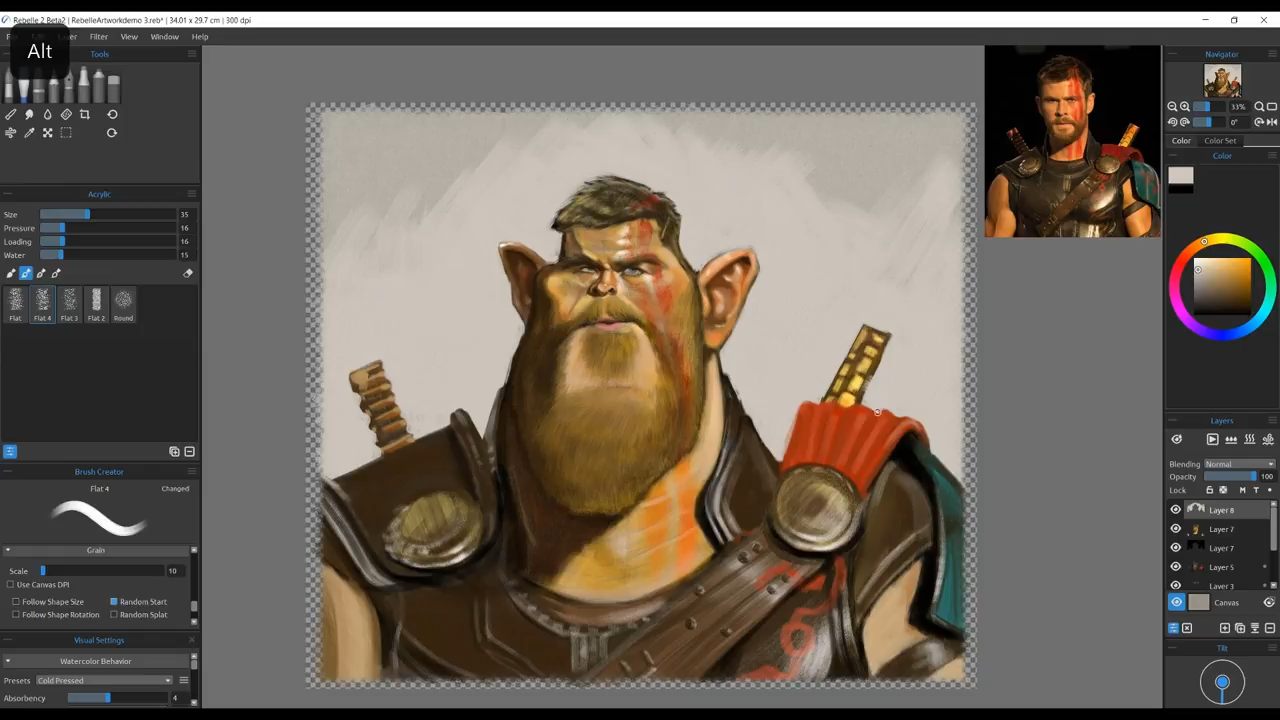 Rebelle 2 Beta2 | RebelleArtworkdemo 3.reb* | 34.01 x 29.7 cm | 300 dpi
Alt
Filter View Window Help
Tools
Acrylic
Size 35
Pressure 16
Loading 16
Water 15
Flat Flat 4 Flat 3 Flat 2 Round
Brush Creator
Flat 4 Changed
Grain
Scale 10
Use Canvas DPI
Follow Shape Size Random Start
Follow Shape Rotation Random Splat
Visual Settings
Watercolor Behavior
Presets Cold Pressed
Absorbency 4
Navigator
33%
0°
Color Color Set
Color
Layers
Blending Normal
Opacity 100
Lock M T
Layer 8
Layer 7
Layer 7
Layer 5
Layer 3
Canvas
Tilt